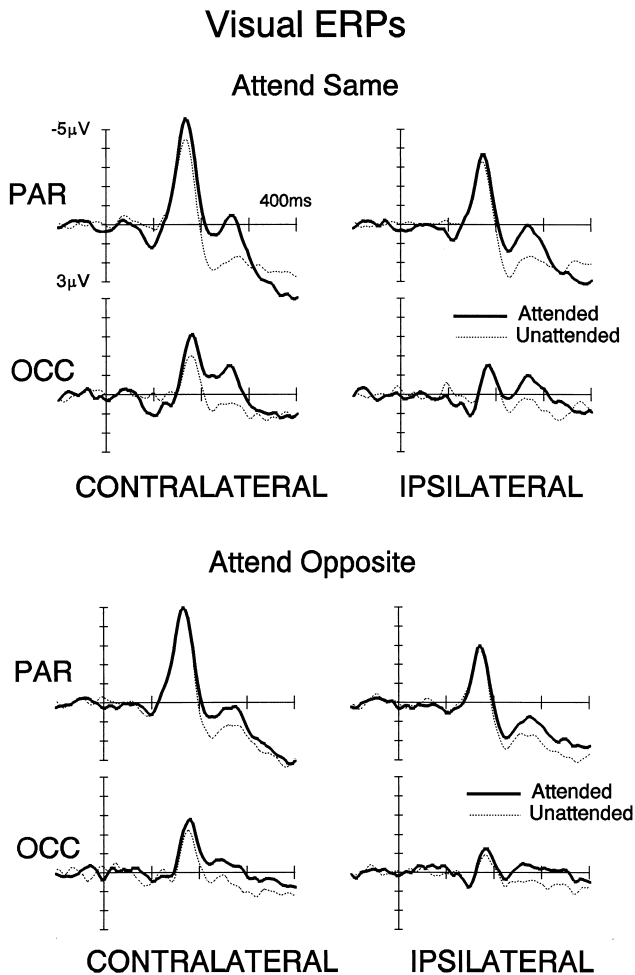 Visual ERPs
Attend Same
-5μV
PAR
400ms
3μV
Attended
Unattended
OCC
CONTRALATERAL
IPSILATERAL
Attend Opposite
PAR
Attended
Unattended
OCC
CONTRALATERAL
IPSILATERAL